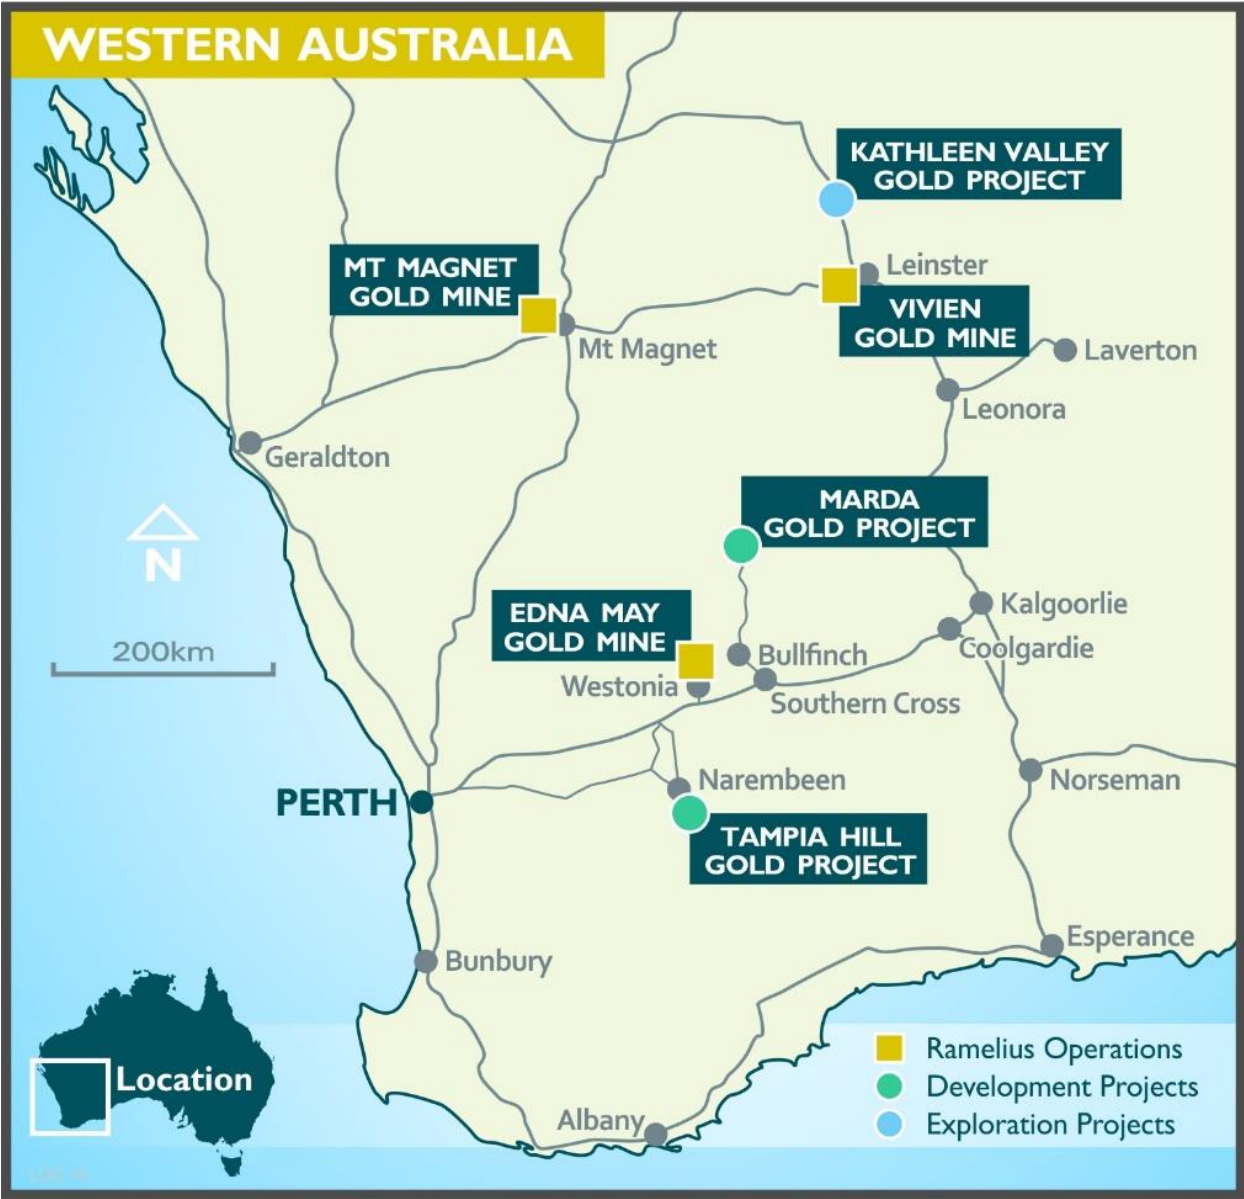 WESTERN AUSTRALIA
KATHLEEN VALLEY
GOLD PROJECT
MT MAGNET
GOLD MINE
Leinster
VIVIEN
GOLD MINE
Mt Magnet
Laverton
Leonora
Geraldton
MARDA
GOLD PROJECT
N
EDNA MAY
GOLD MINE
Kalgoorlie
Coolgardie
200km
Bullfinch
Westonia
Southern Cross
Narembeen
Norseman
PERTH
TAMPIA HILL
GOLD PROJECT
Esperance
Bunbury
Location
Albany
Ramelius Operations
Development Projects
Exploration Projects